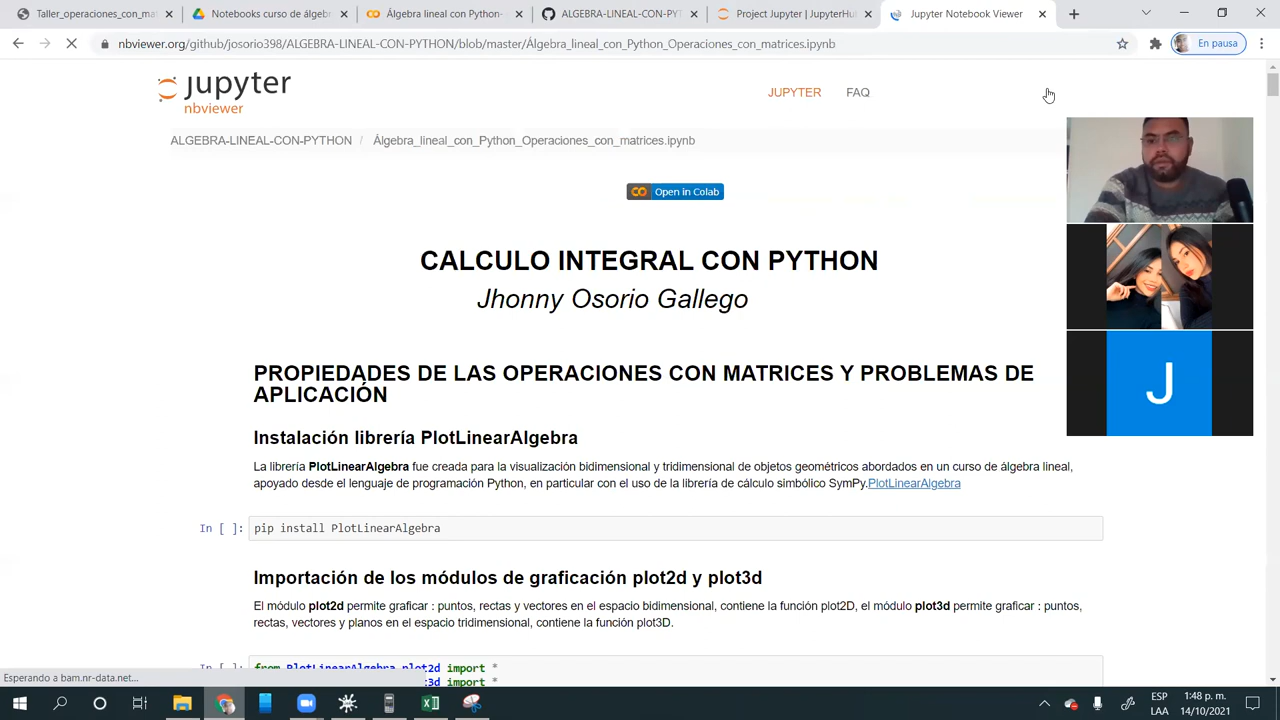 Taller_operaciones_con_ma
Notebooks curso de álgeb
Álgebra lineal con Python-
ALGEBRA-LINEAL-CON-PYT
Project Jupyter | JupyterHu
Jupyter Notebook Viewer
nbviewer.org/github/josorio398/ALGEBRA-LINEAL-CON-PYTHON/blob/master/Álgebra_lineal_con_Python_Operaciones_con_matrices.ipynb
En pausa
jupyter
nbviewer
JUPYTER FAQ
ALGEBRA-LINEAL-CON-PYTHON / Álgebra_lineal_con_Python_Operaciones_con_matrices.ipynb
Open in Colab
CALCULO INTEGRAL CON PYTHON
Jhonny Osorio Gallego
PROPIEDADES DE LAS OPERACIONES CON MATRICES Y PROBLEMAS DE
APLICACIÓN
Instalación librería PlotLinearAlgebra
La librería PlotLinearAlgebra fue creada para la visualización bidimensional y tridimensional de objetos geométricos abordados en un curso de álgebra lineal,
apoyado desde el lenguaje de programación Python, en particular con el uso de la librería de cálculo simbólico SymPy.PlotLinearAlgebra
In [ ]: pip install PlotLinearAlgebra
Importación de los módulos de graficación plot2d y plot3d
El módulo plot2d permite graficar : puntos, rectas y vectores en el espacio bidimensional, contiene la función plot2D, el módulo plot3d permite graficar : puntos,
rectas, vectores y planos en el espacio tridimensional, contiene la función plot3D.
In [ ]: from PlotLinearAlgebra.plot2d import *
t3d import *
Esperando a bam.nr-data.net...
J
ESP
LAA
1:48 p. m.
14/10/2021